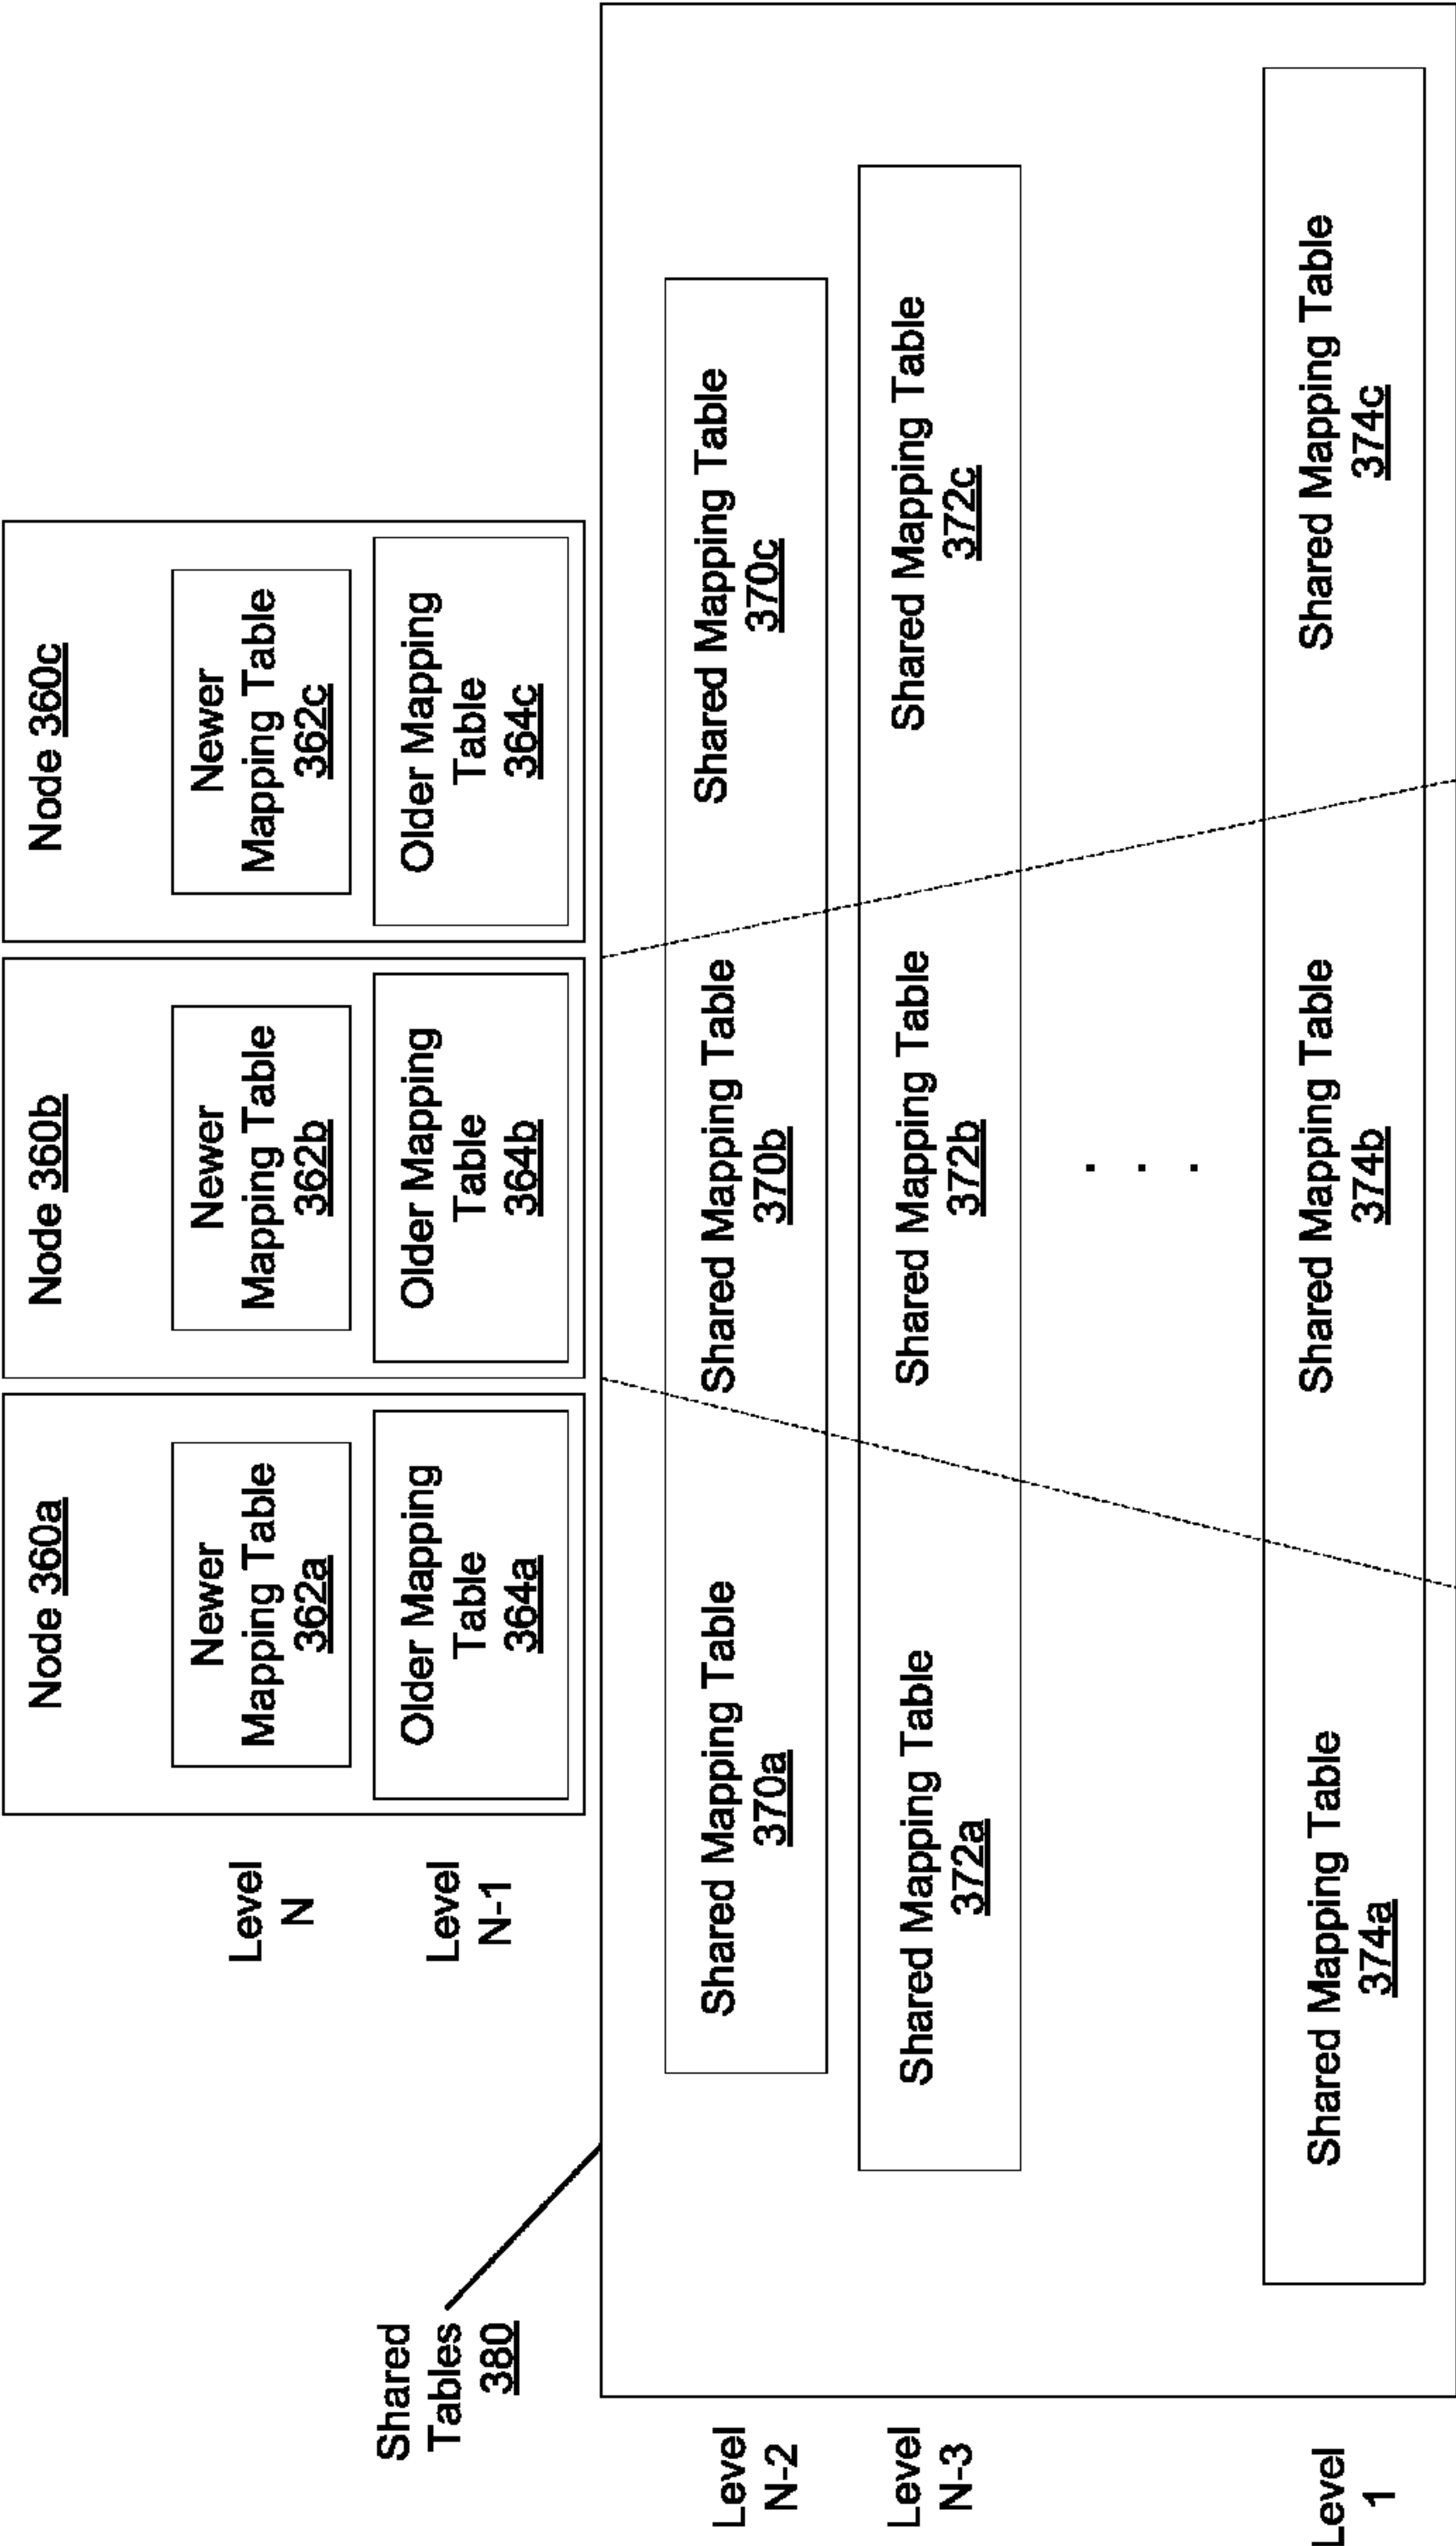 Node 360a
Node 360b
Node 360c
Level
N
Newer
Mapping Table
362a
Newer
Mapping Table
362b
Newer
Mapping Table
362c
Level
N-1
Older Mapping
Table
364a
Older Mapping
Table
364b
Older Mapping
Table
364c
Shared
Tables
380
Level
N-2
Shared Mapping Table
370a
Shared Mapping Table
370b
Shared Mapping Table
370c
Level
N-3
Shared Mapping Table
372a
Shared Mapping Table
372b
Shared Mapping Table
372c
. . .
Level
1
Shared Mapping Table
374a
Shared Mapping Table
374b
Shared Mapping Table
374c